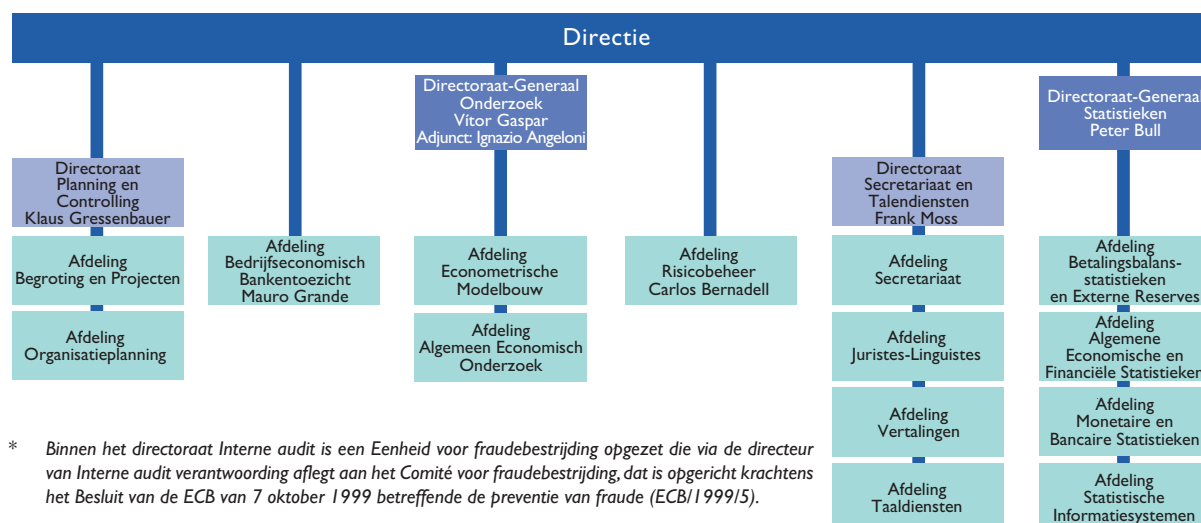 Directie
Directoraat-Generaal
Onderzoek
Vítor Gaspar
Adjunct: Ignazio Angeloni
Directoraat-Generaal
Statistieken
Peter Bull
Directoraat
Planning en
Controlling
Klaus Gressenbauer
Directoraat
Secretariaat en
Talendiensten
Frank Moss
Afdeling
Begroting en Projecten
Afdeling
Bedrijfseconomisch
Bankentoezicht
Mauro Grande
Afdeling
Econometrische
Modelbouw
Afdeling
Risicobeheer
Carlos Bernadell
Afdeling
Secretariaat
Afdeling
Betalingsbalans-
statistieken
en Externe Reserves
Afdeling
Organisatieplanning
Afdeling
Algemeen Economisch
Onderzoek
Afdeling
Juristes-Linguistes
Afdeling
Algemene
Economische en
Financiële Statistieken
Afdeling
Vertalingen
Afdeling
Monetaire en
Bancaire Statistieken
Afdeling
Taaldiensten
Afdeling
Statistische
Informatiesystemen
* Binnen het directoraat Interne audit is een Eenheid voor fraudebestrijding opgezet die via de directeur
van Interne audit verantwoording aflegt aan het Comité voor fraudebestrijding, dat is opgericht krachtens
het Besluit van de ECB van 7 oktober 1999 betreffende de preventie van fraude (ECB/1999/5).